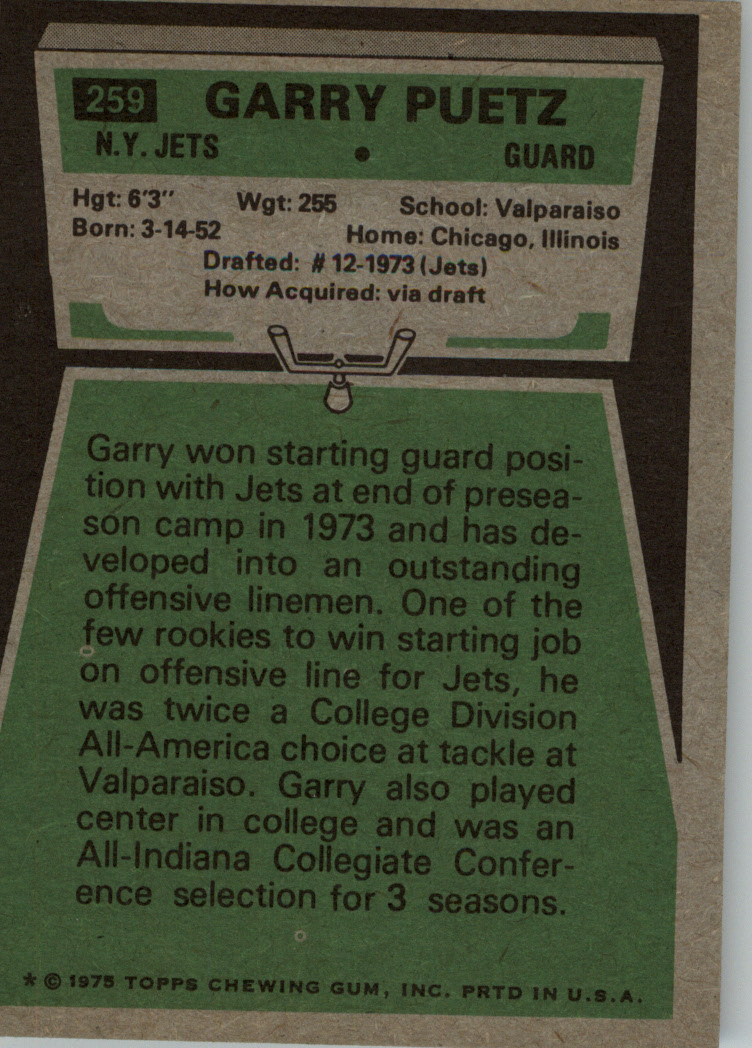 259 GARRY PUETZ
N.Y. JETS • GUARD
Hgt: 6'3" Wgt: 255 School: Valparaiso
Born: 3-14-52 Home: Chicago, Illinois
Drafted: #12-1973 (Jets)
How Acquired: via draft
Garry won starting guard posi-
tion with Jets at end of presea-
son camp in 1973 and has de-
veloped into an outstanding
offensive linemen. One of the
few rookies to win starting job
on offensive line for Jets, he
was twice a College Division
All-America choice at tackle at
Valparaiso. Garry also played
center in college and was an
All-Indiana Collegiate Confer-
ence selection for 3 seasons.
* © 1975 TOPPS CHEWING GUM, INC. PRTD IN U.S.A.